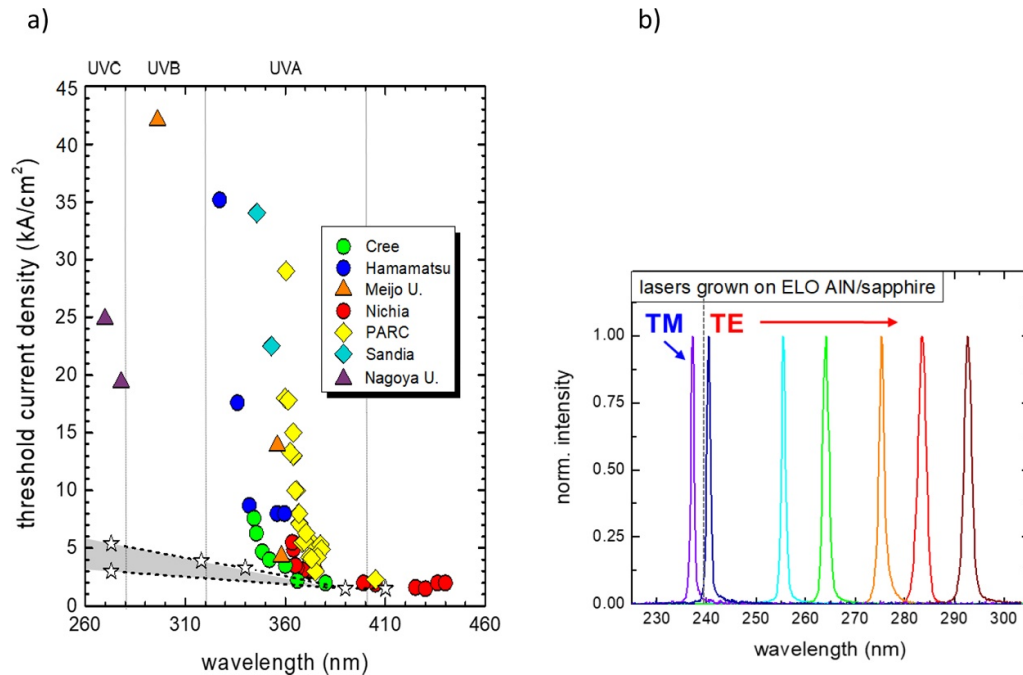 a)
b)
UVC UVB UVA
threshold current density (kA/cm²)
45
40
35
30
25
20
15
10
5
0
Cree
Hamamatsu
Meijo U.
Nichia
PARC
Sandia
Nagoya U.
260 310 360 410 460
wavelength (nm)
lasers grown on ELO AlN/sapphire
TM TE
norm. intensity
1.00
0.75
0.50
0.25
0.00
230 240 250 260 270 280 290 300
wavelength (nm)